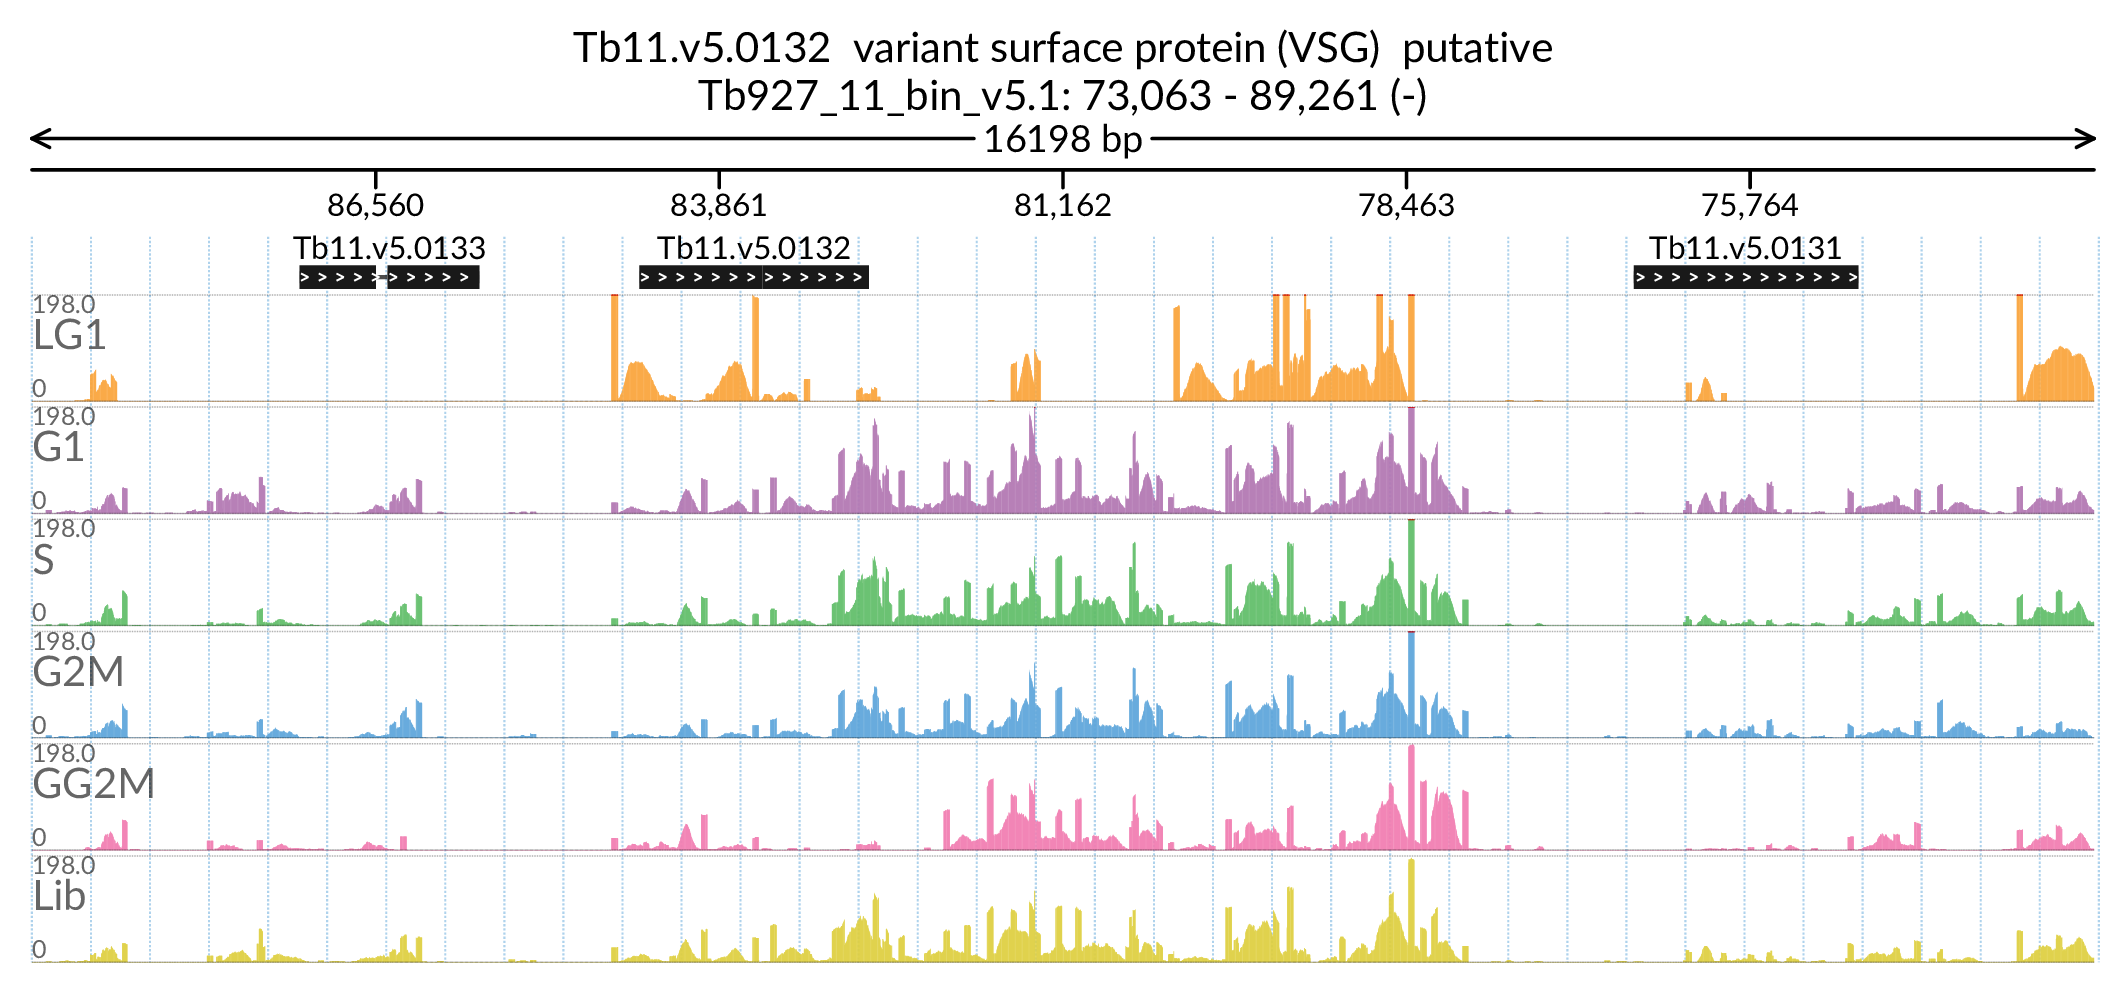 Tb11.v5.0132 variant surface protein (VSG) putative
Tb927_11_bin_v5.1: 73,063 - 89,261 (-)
16198 bp
86,560 83,861 81,162 78,463 75,764
Tb11.v5.0133 Tb11.v5.0132 Tb11.v5.0131
198.0
LG1
0
198.0
G1
0
198.0
S
0
198.0
G2M
0
198.0
GG2M
0
198.0
Lib
0